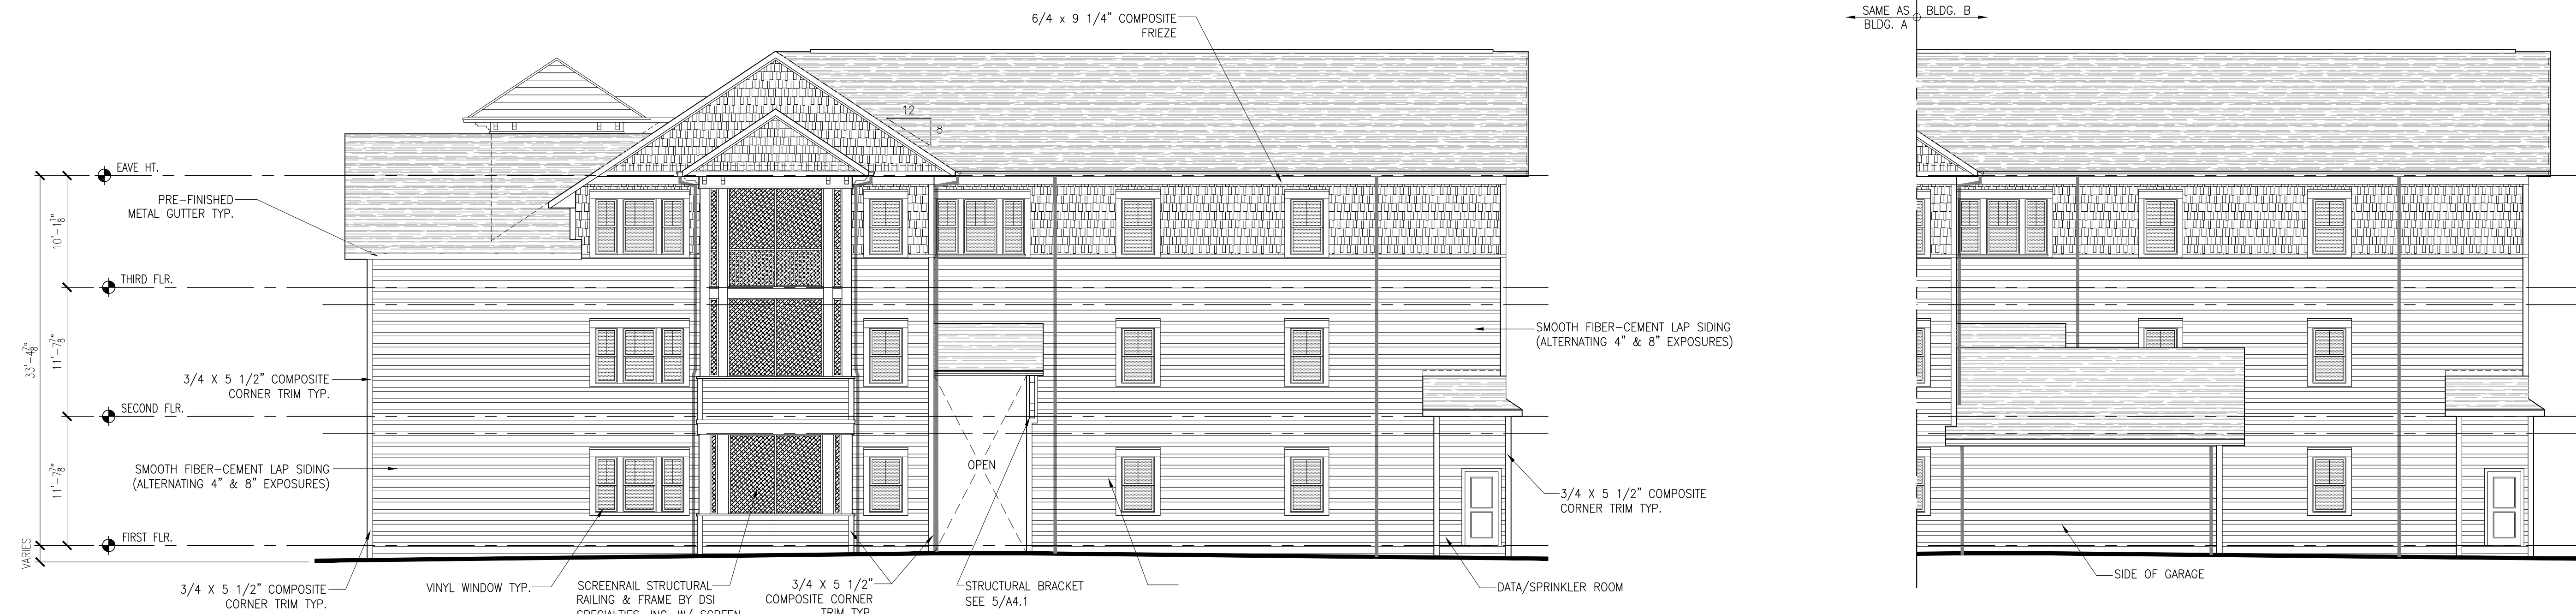 6/4 x 9 1/4" COMPOSITE
FRIEZE
SAME AS
BLDG. A
BLDG. B
12
8
EAVE HT.
PRE-FINISHED
METAL GUTTER TYP.
10'-1 1/8"
THIRD FLR.
33'-4 7/8"
11'-7 7/8"
SMOOTH FIBER-CEMENT LAP SIDING
(ALTERNATING 4" & 8" EXPOSURES)
3/4 X 5 1/2" COMPOSITE
CORNER TRIM TYP.
SECOND FLR.
OPEN
SMOOTH FIBER-CEMENT LAP SIDING
(ALTERNATING 4" & 8" EXPOSURES)
11'-7 7/8"
3/4 X 5 1/2" COMPOSITE
CORNER TRIM TYP.
FIRST FLR.
VARIES
3/4 X 5 1/2" COMPOSITE
CORNER TRIM TYP.
VINYL WINDOW TYP.
SCREENRAIL STRUCTURAL
RAILING & FRAME BY DSI
SPECIALTIES, INC. W/ SCREEN
3/4 X 5 1/2"
COMPOSITE CORNER
TRIM TYP.
STRUCTURAL BRACKET
SEE 5/A4.1
DATA/SPRINKLER ROOM
SIDE OF GARAGE